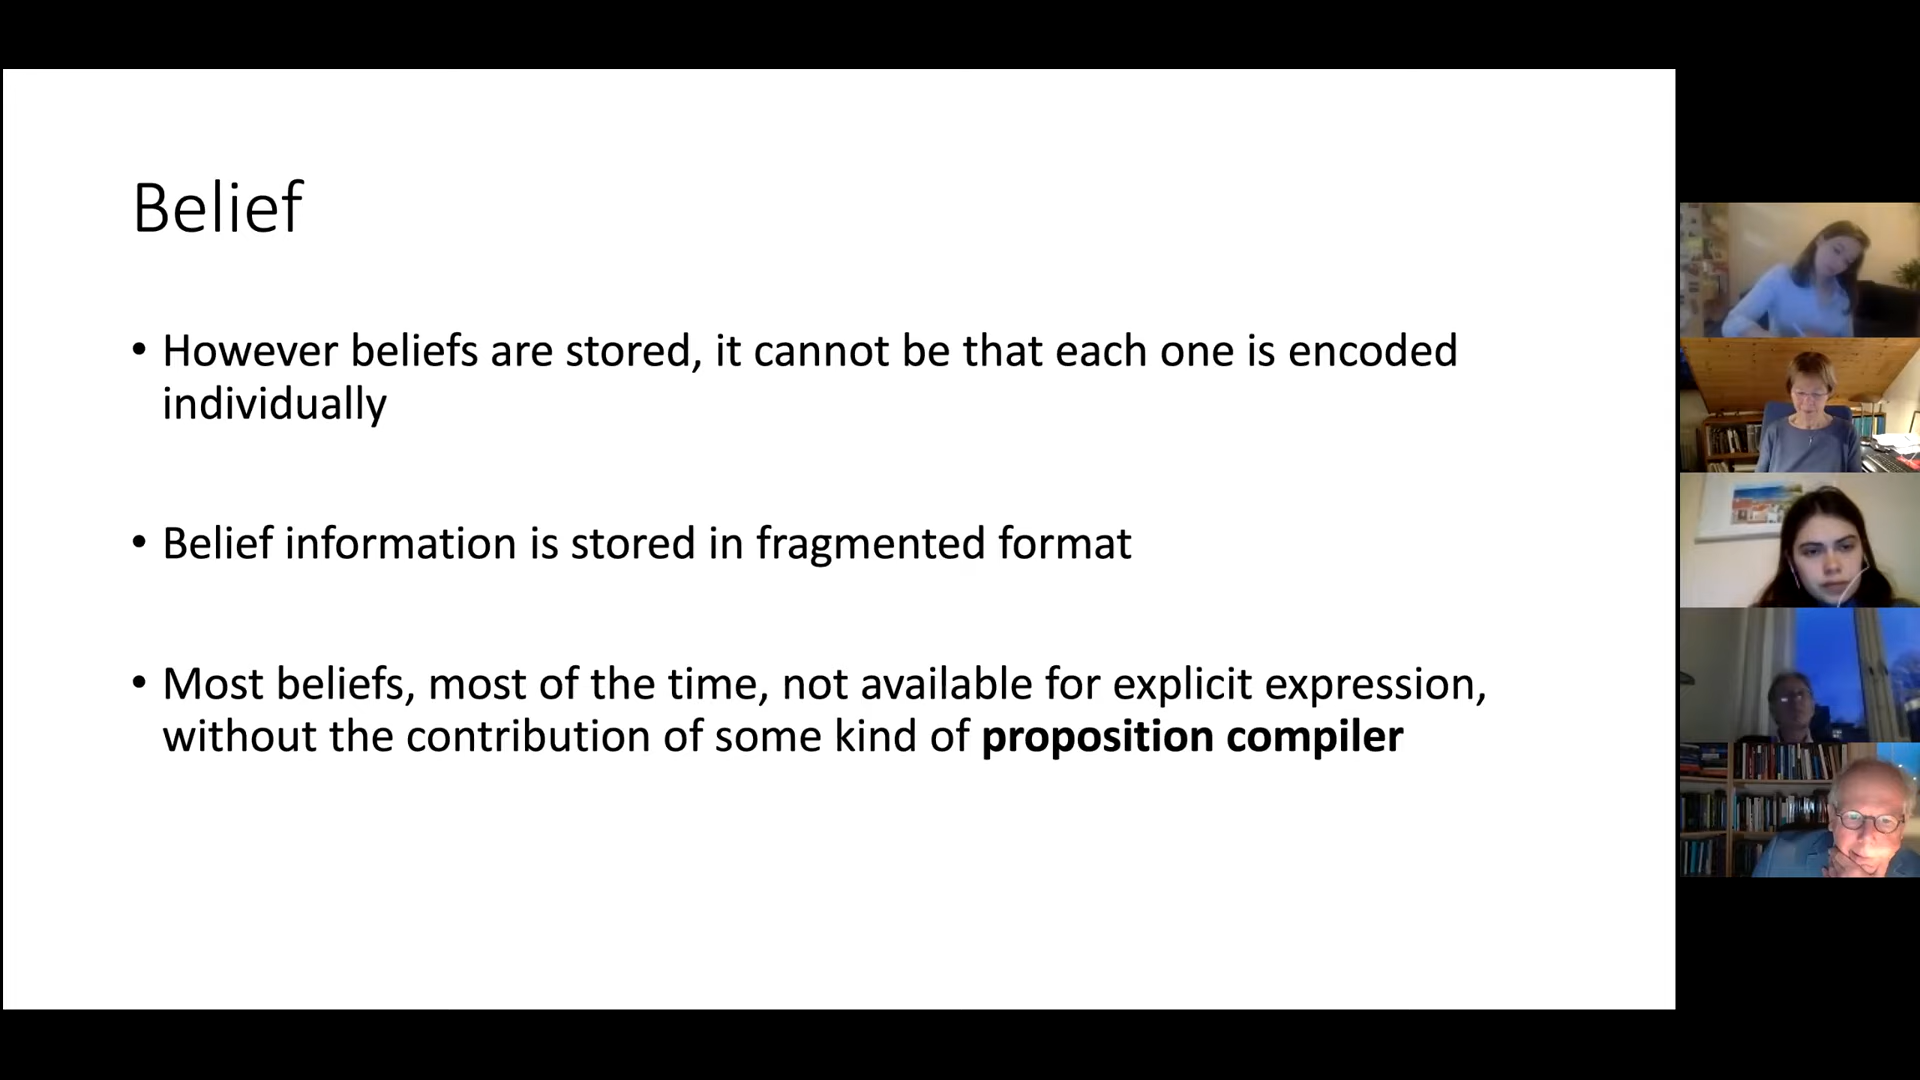 Belief
• However beliefs are stored, it cannot be that each one is encoded
individually
• Belief information is stored in fragmented format
• Most beliefs, most of the time, not available for explicit expression,
without the contribution of some kind of proposition compiler